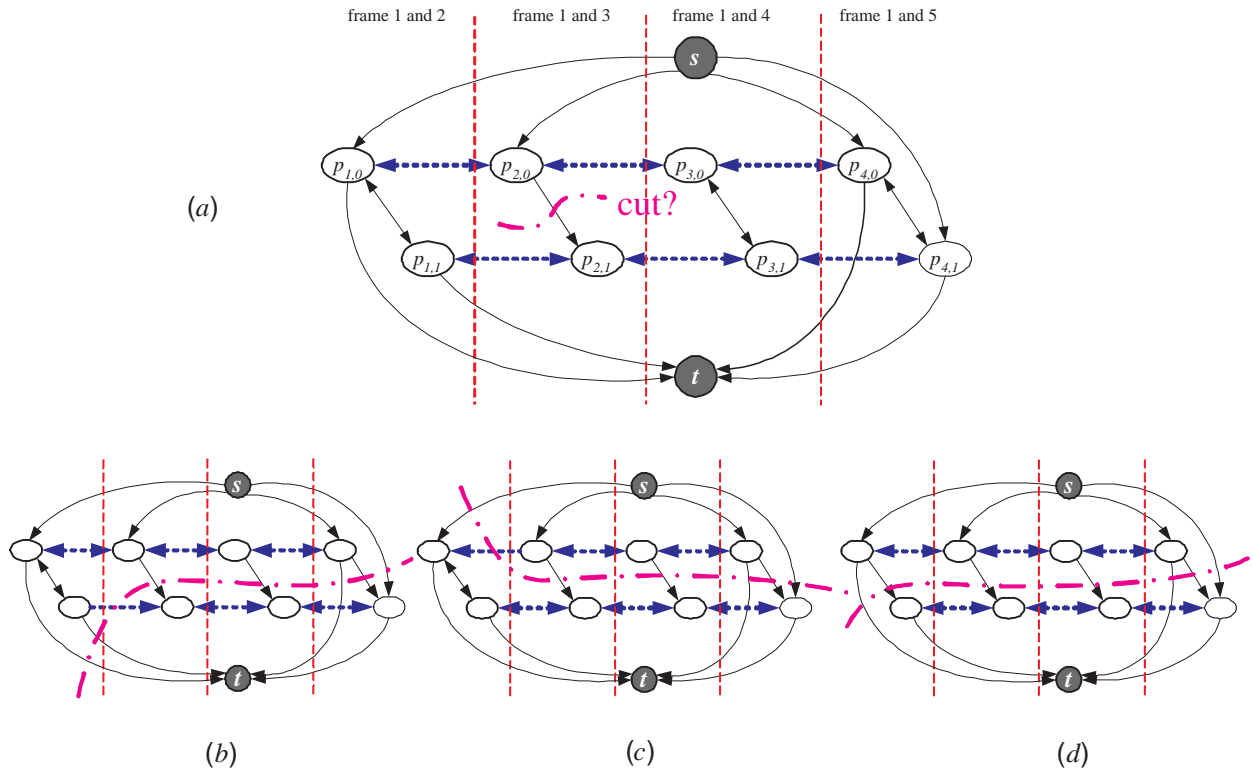 frame 1 and 2 frame 1 and 3 frame 1 and 4 frame 1 and 5
s
p1,0 p2,0 p3,0 p4,0
(a) cut?
p1,1 p2,1 p3,1 p4,1
t
s s s
t t t
(b) (c) (d)